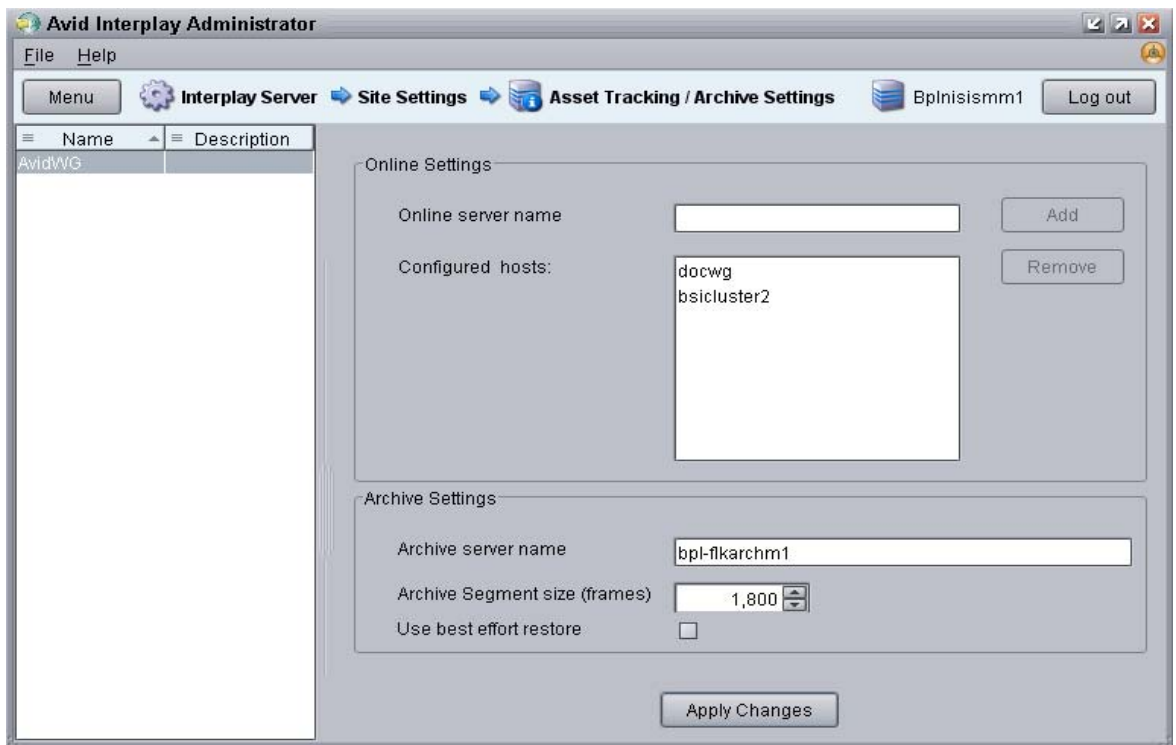 Avid Interplay Administrator
File Help
Menu Interplay Server Site Settings Asset Tracking / Archive Settings Bplnisismm1 Log out
Name Description
AvidWG
Online Settings
Online server name Add
Configured hosts: Remove
docwg
bsicluster2
Archive Settings
Archive server name bpl-flkarchm1
Archive Segment size (frames) 1,800
Use best effort restore
Apply Changes